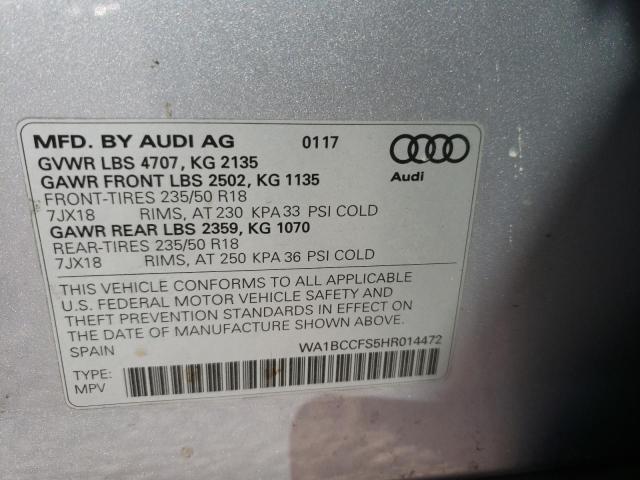 MFD. BY AUDI AG 0117
GVWR LBS 4707, KG 2135
GAWR FRONT LBS 2502, KG 1135
Audi
FRONT-TIRES 235/50 R18
7JX18 RIMS, AT 230 KPA 33 PSI COLD
GAWR REAR LBS 2359, KG 1070
REAR-TIRES 235/50 R18
7JX18 RIMS, AT 250 KPA 36 PSI COLD
THIS VEHICLE CONFORMS TO ALL APPLICABLE
U.S. FEDERAL MOTOR VEHICLE SAFETY AND
THEFT PREVENTION STANDARDS IN EFFECT ON
THE DATE OF MANUFACTURE SHOWN ABOVE.
SPAIN WA1BCCFS5HR014472
TYPE:
MPV